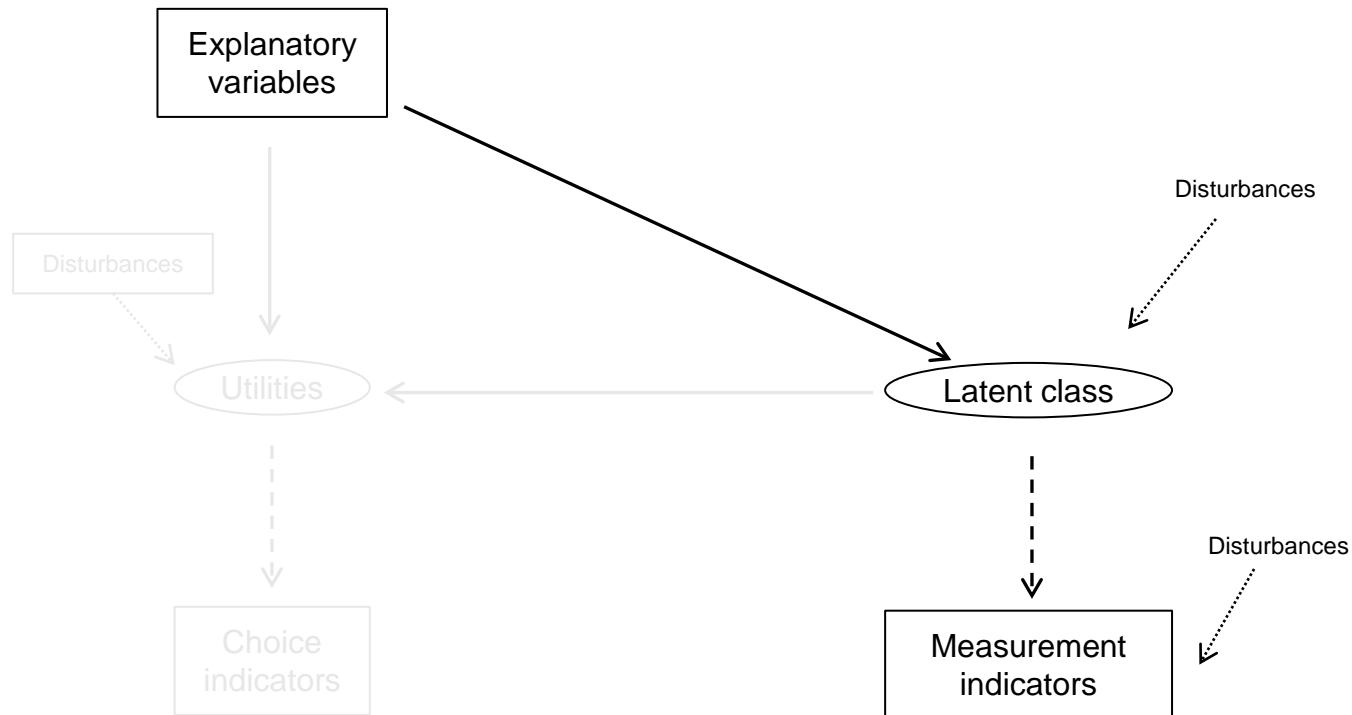 Explanatory
variables
Disturbances
Disturbances
Utilities
Latent class
Disturbances
Choice
indicators
Measurement
indicators